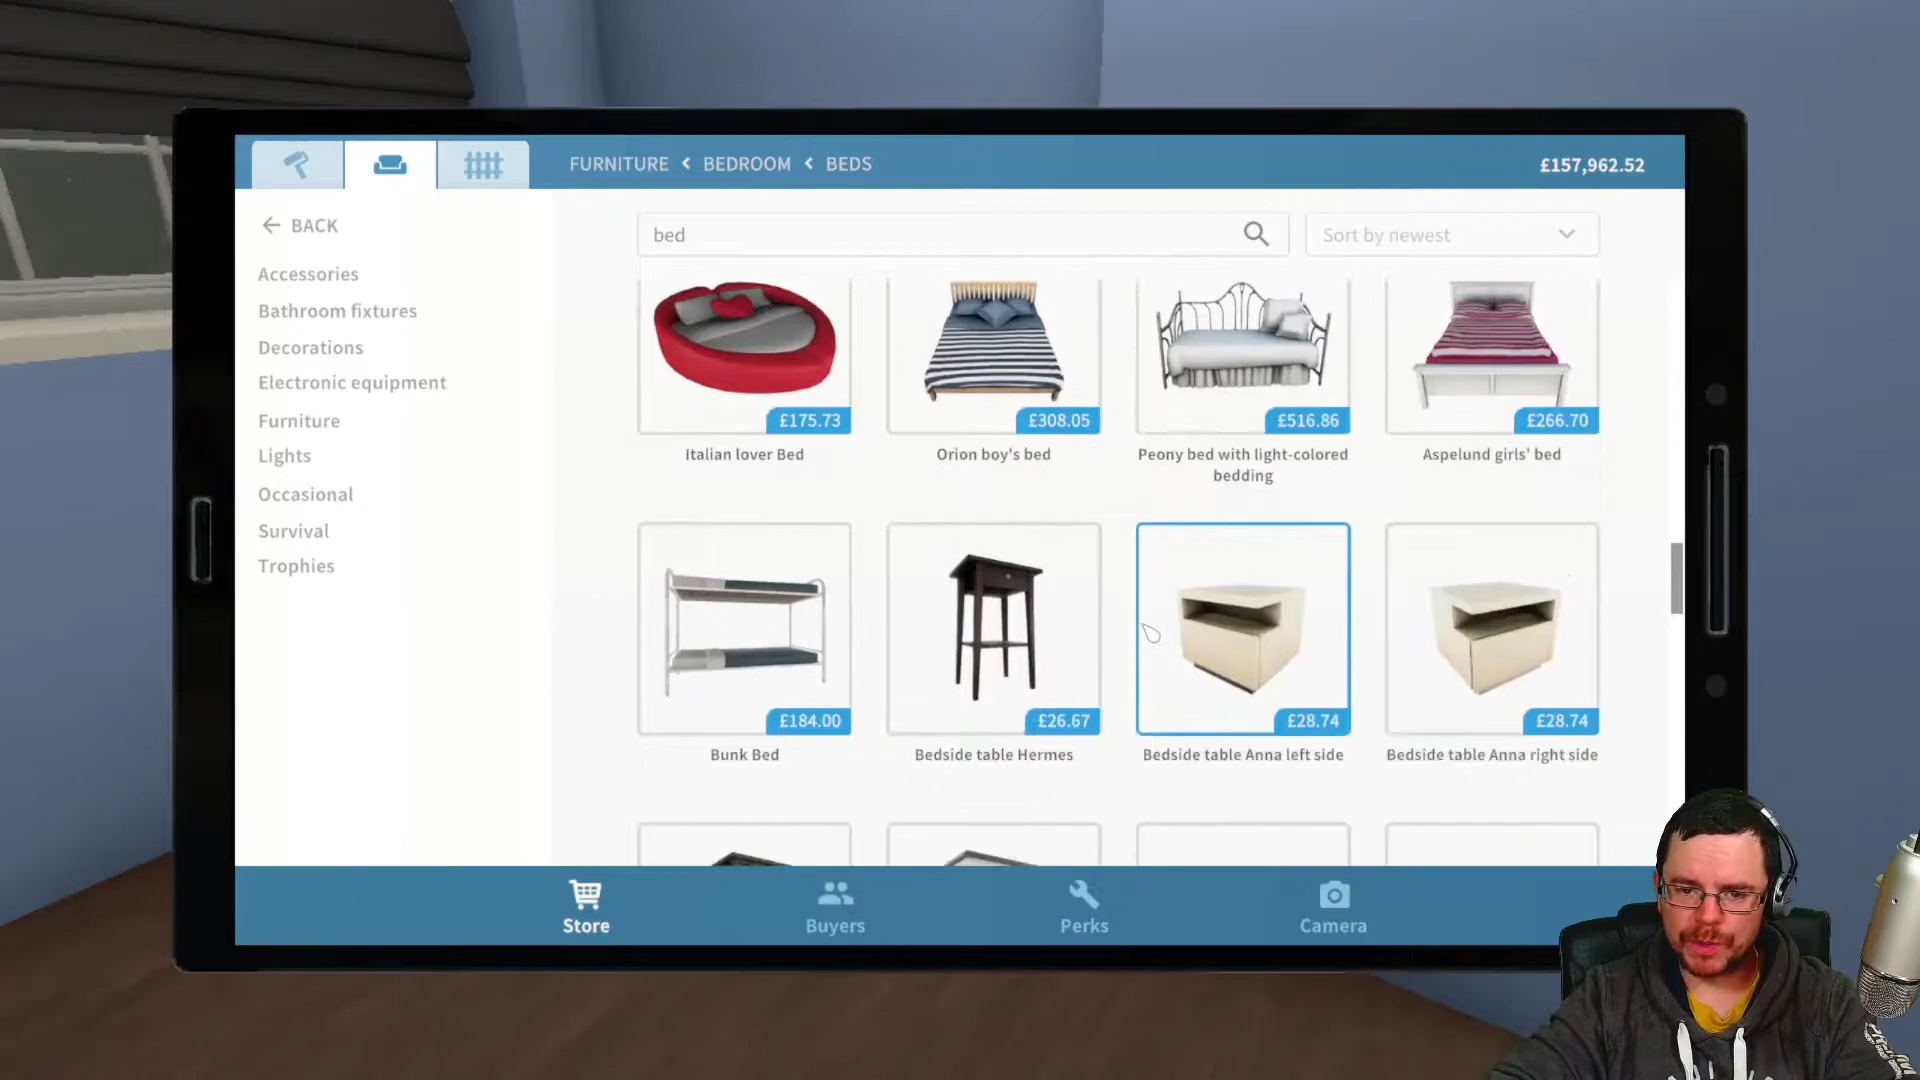 FURNITURE < BEDROOM < BEDS
£157,962.52
BACK
bed
Sort by newest
Accessories
Bathroom fixtures
Decorations
Electronic equipment
Furniture
Lights
Occasional
Survival
Trophies
£175.73
£308.05
£516.86
£266.70
Italian lover Bed
Orion boy's bed
Peony bed with light-colored
bedding
Aspelund girls' bed
£184.00
£26.67
£28.74
£28.74
Bunk Bed
Bedside table Hermes
Bedside table Anna left side
Bedside table Anna right side
Store
Buyers
Perks
Camera